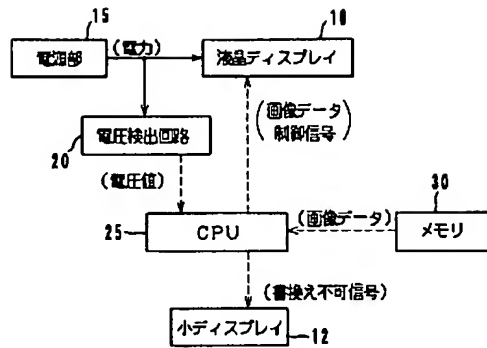 15
10
電源部
(電力)
液晶ディスプレイ
20
電圧検出回路
(画像データ
制御信号)
(電圧値)
30
25
CPU
(画像データ)
メモリ
(書換え不可信号)
小ディスプレイ
12